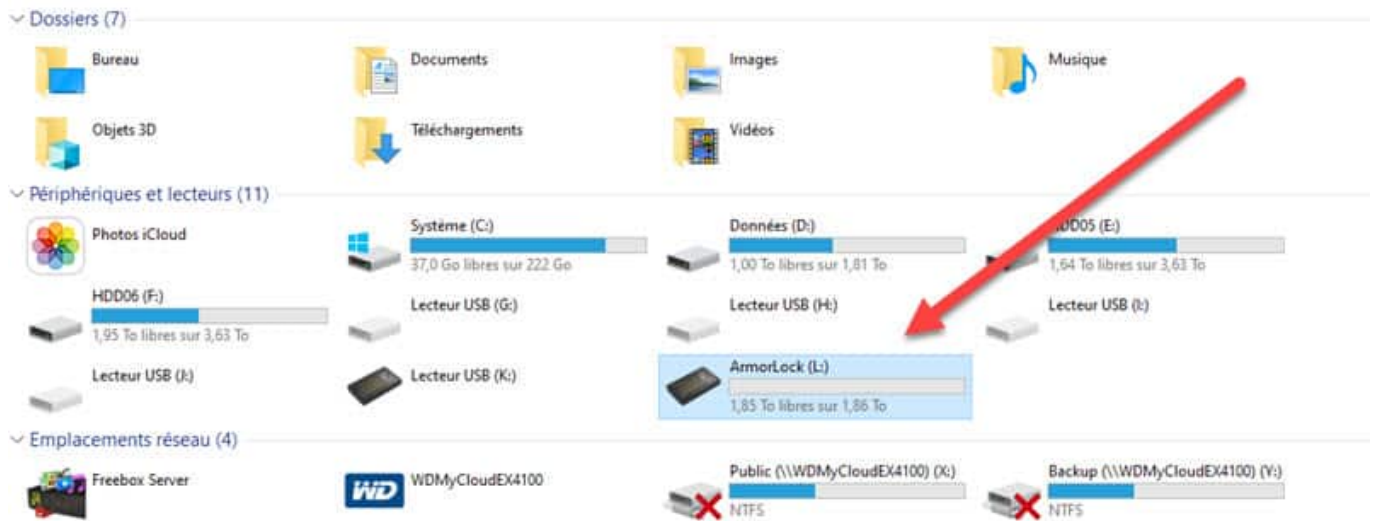 Dossiers (7)
Bureau
Documents
Images
Musique
Objets 3D
Téléchargements
Vidéos
Périphériques et lecteurs (11)
Photos iCloud
Système (C:)
37,0 Go libres sur 222 Go
Données (D:)
1,00 To libres sur 1,81 To
HDD05 (E:)
1,64 To libres sur 3,63 To
HDD06 (F:)
1,95 To libres sur 3,63 To
Lecteur USB (G:)
Lecteur USB (H:)
Lecteur USB (I:)
Lecteur USB (J:)
Lecteur USB (K:)
ArmorLock (L:)
1,85 To libres sur 1,86 To
Emplacements réseau (4)
Freebox Server
WD
WDMyCloudEX4100
Public (\\WDMyCloudEX4100) (X:)
NTFS
Backup (\\WDMyCloudEX4100) (Y:)
NTFS